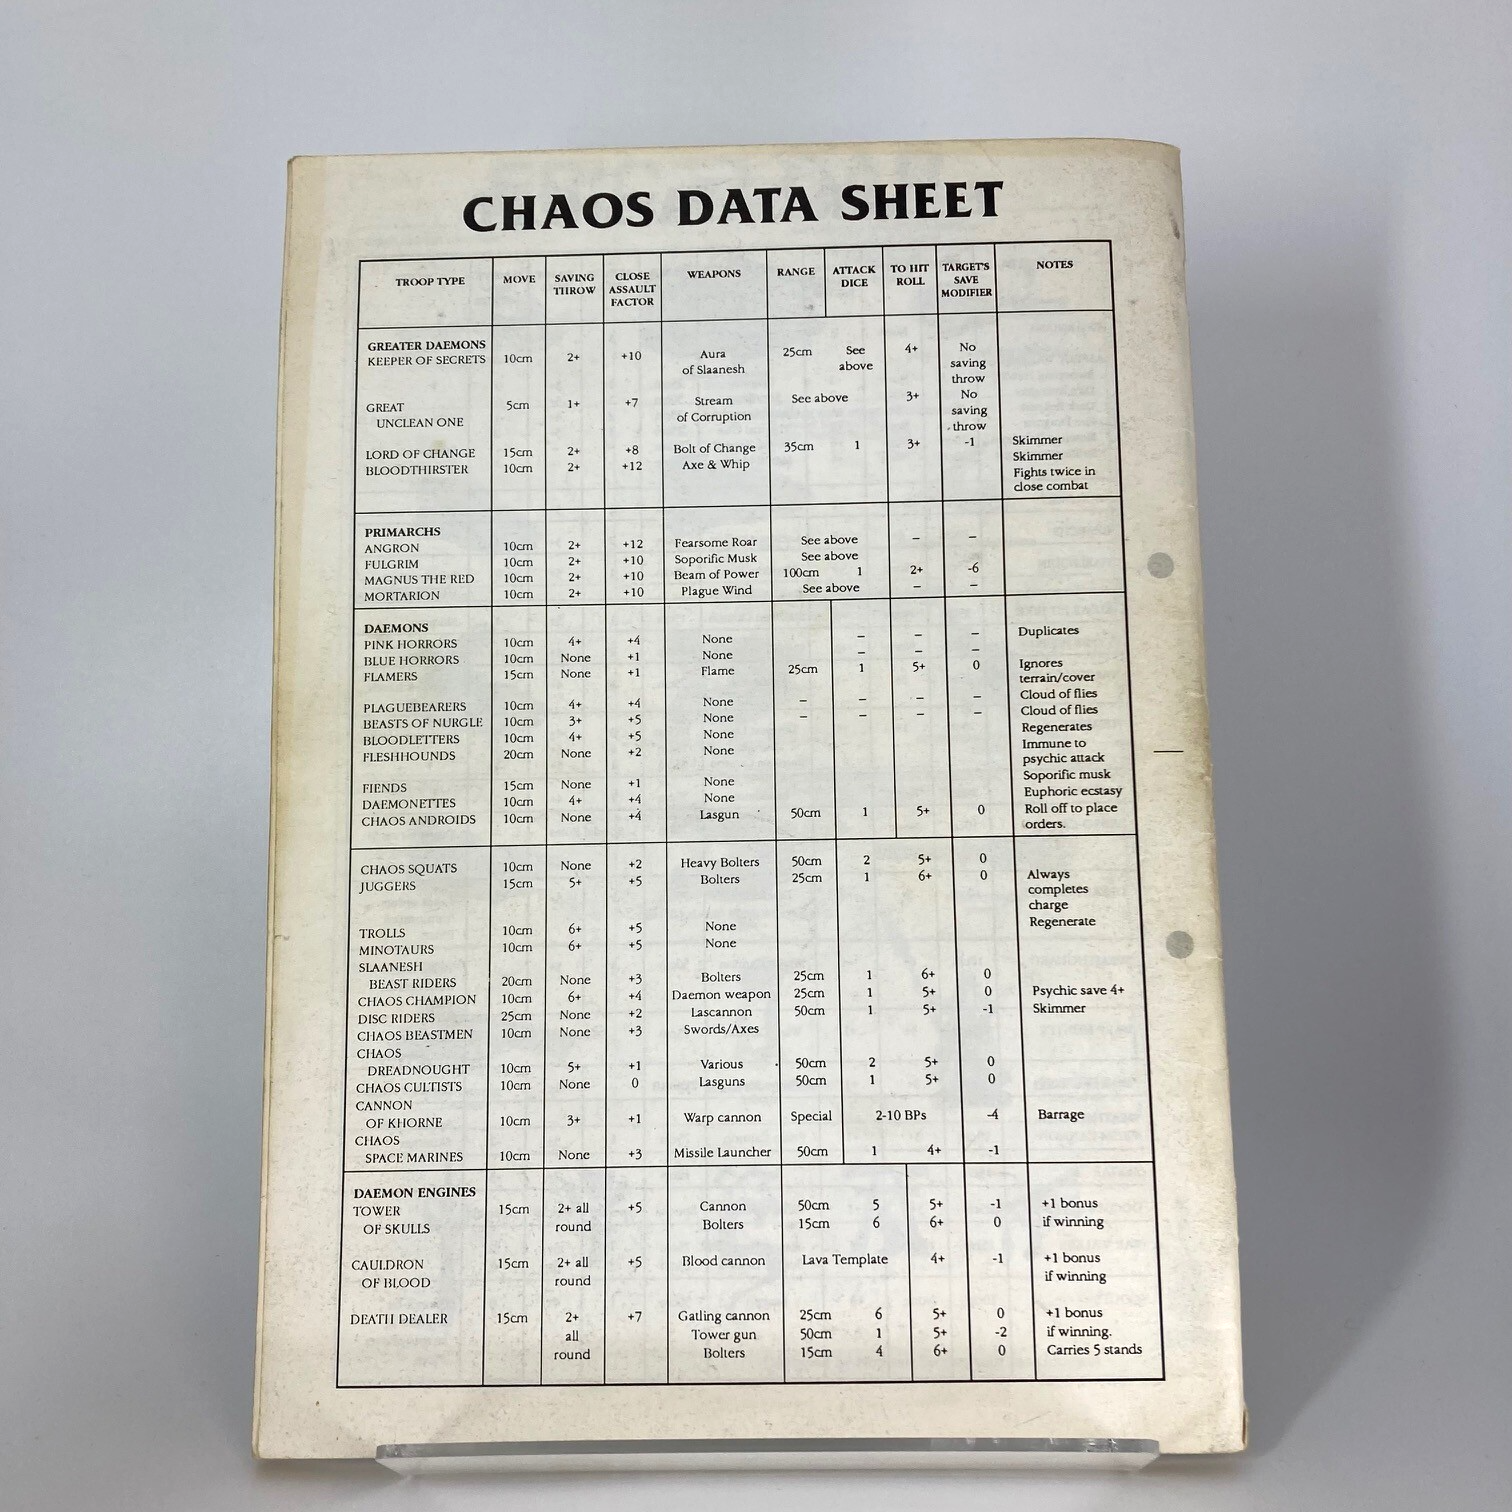 CHAOS DATA SHEET
TROOP TYPE MOVE SAVING THROW CLOSE ASSAULT FACTOR WEAPONS RANGE ATTACK DICE TO HIT ROLL TARGET'S SAVE MODIFIER NOTES
GREATER DAEMONS
KEEPER OF SECRETS 10cm 2+ +10 Aura of Slaanesh 25cm See above 4+ No saving throw
GREAT UNCLEAN ONE 5cm 1+ +7 Stream of Corruption See above 3+ No saving throw
LORD OF CHANGE 15cm 2+ +8 Bolt of Change 35cm 1 3+ -1 Skimmer
BLOODTHIRSTER 10cm 2+ +12 Axe & Whip Skimmer
Fights twice in
close combat
PRIMARCHS
ANGRON 10cm 2+ +12 Fearsome Roar See above – –
FULGRIM 10cm 2+ +10 Soporific Musk See above
MAGNUS THE RED 10cm 2+ +10 Beam of Power 100cm 1 2+ -6
MORTARION 10cm 2+ +10 Plague Wind See above – –
DAEMONS
PINK HORRORS 10cm 4+ +4 None – – – Duplicates
BLUE HORRORS 10cm None +1 None – – –
FLAMERS 15cm None +1 Flame 25cm 1 5+ 0 Ignores
terrain/cover
PLAGUEBEARERS 10cm 4+ +4 None – – – – Cloud of flies
BEASTS OF NURGLE 10cm 3+ +5 None – – – – Cloud of flies
BLOODLETTERS 10cm 4+ +5 None Regenerates
FLESHHOUNDS 20cm None +2 None Immune to
psychic attack
FIENDS 15cm None +1 None Soporific musk
DAEMONETTES 10cm 4+ +4 None Euphoric ecstasy
CHAOS ANDROIDS 10cm None +4 Lasgun 50cm 1 5+ 0 Roll off to place
orders.
CHAOS SQUATS 10cm None +2 Heavy Bolters 50cm 2 5+ 0
JUGGERS 15cm 5+ +5 Bolters 25cm 1 6+ 0 Always
completes
charge
TROLLS 10cm 6+ +5 None Regenerate
MINOTAURS 10cm 6+ +5 None
SLAANESH
BEAST RIDERS 20cm None +3 Bolters 25cm 1 6+ 0
CHAOS CHAMPION 10cm 6+ +4 Daemon weapon 25cm 1 5+ 0 Psychic save 4+
DISC RIDERS 25cm None +2 Lascannon 50cm 1 5+ -1 Skimmer
CHAOS BEASTMEN 10cm None +3 Swords/Axes
CHAOS
DREADNOUGHT 10cm 5+ +1 Various 50cm 2 5+ 0
CHAOS CULTISTS 10cm None 0 Lasguns 50cm 1 5+ 0
CANNON
OF KHORNE 10cm 3+ +1 Warp cannon Special 2-10 BPs -4 Barrage
CHAOS
SPACE MARINES 10cm None +3 Missile Launcher 50cm 1 4+ -1
DAEMON ENGINES
TOWER 15cm 2+ all +5 Cannon 50cm 5 5+ -1 +1 bonus
OF SKULLS round Bolters 15cm 6 6+ 0 if winning
CAULDRON 15cm 2+ all +5 Blood cannon Lava Template 4+ -1 +1 bonus
OF BLOOD round if winning
DEATH DEALER 15cm 2+ +7 Gatling cannon 25cm 6 5+ 0 +1 bonus
all Tower gun 50cm 1 5+ -2 if winning.
round Bolters 15cm 4 6+ 0 Carries 5 stands